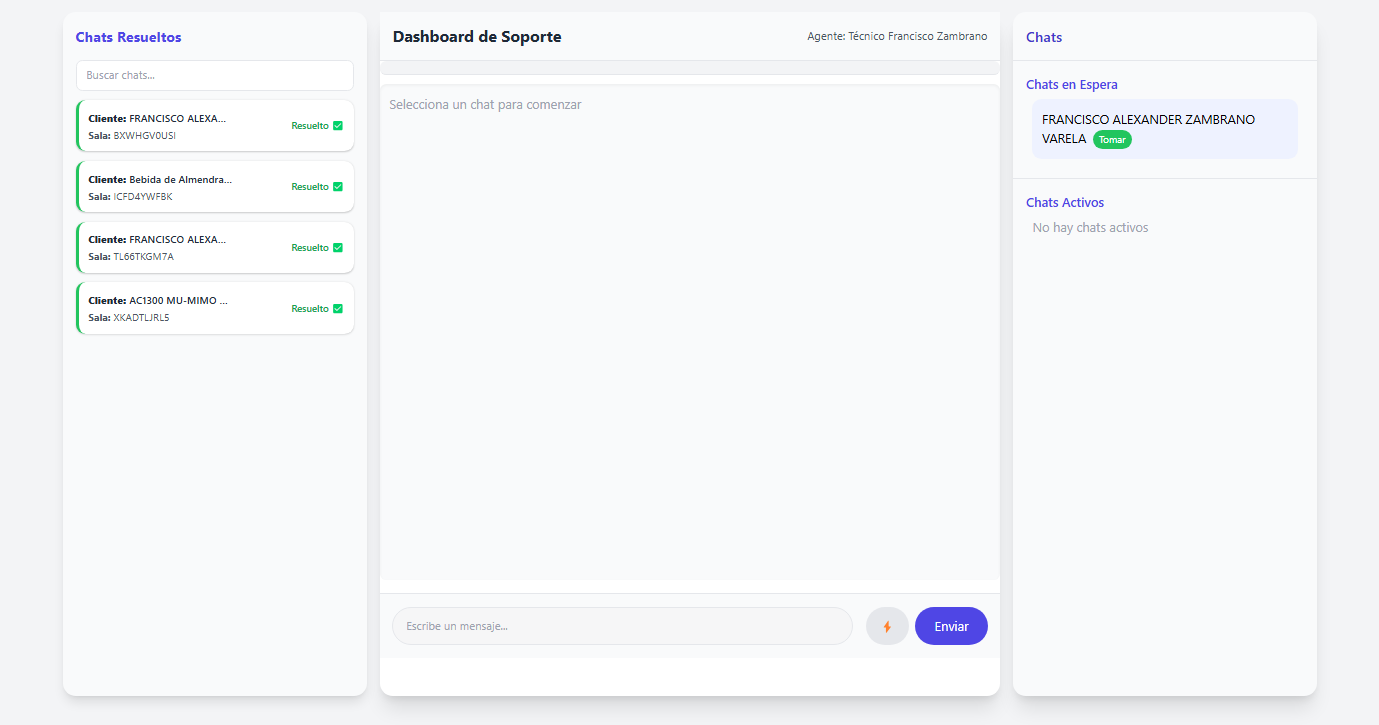 Chats Resueltos
Buscar chats...
Cliente: FRANCISCO ALEXA...
Sala: BXWHGV0USI
Resuelto ✅
Cliente: Bebida de Almendra...
Sala: ICFD4YWFBK
Resuelto ✅
Cliente: FRANCISCO ALEXA...
Sala: TL66TKGM7A
Resuelto ✅
Cliente: AC1300 MU-MIMO ...
Sala: XKADTLJRL5
Resuelto ✅
Dashboard de Soporte
Agente: Técnico Francisco Zambrano
Selecciona un chat para comenzar
Escribe un mensaje...
Enviar
Chats
Chats en Espera
FRANCISCO ALEXANDER ZAMBRANO
VARELA Tomar
Chats Activos
No hay chats activos